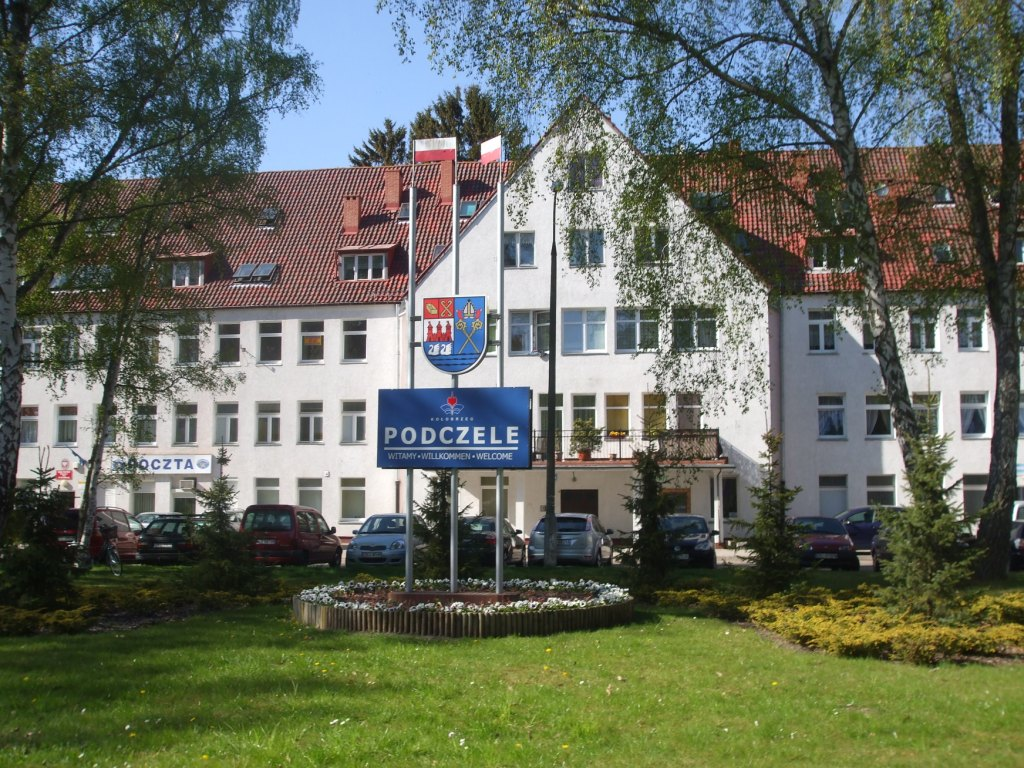 KOŁOBRZEG
PODCZELE
WITAMY • WILLKOMMEN • WELCOME
POCZTA